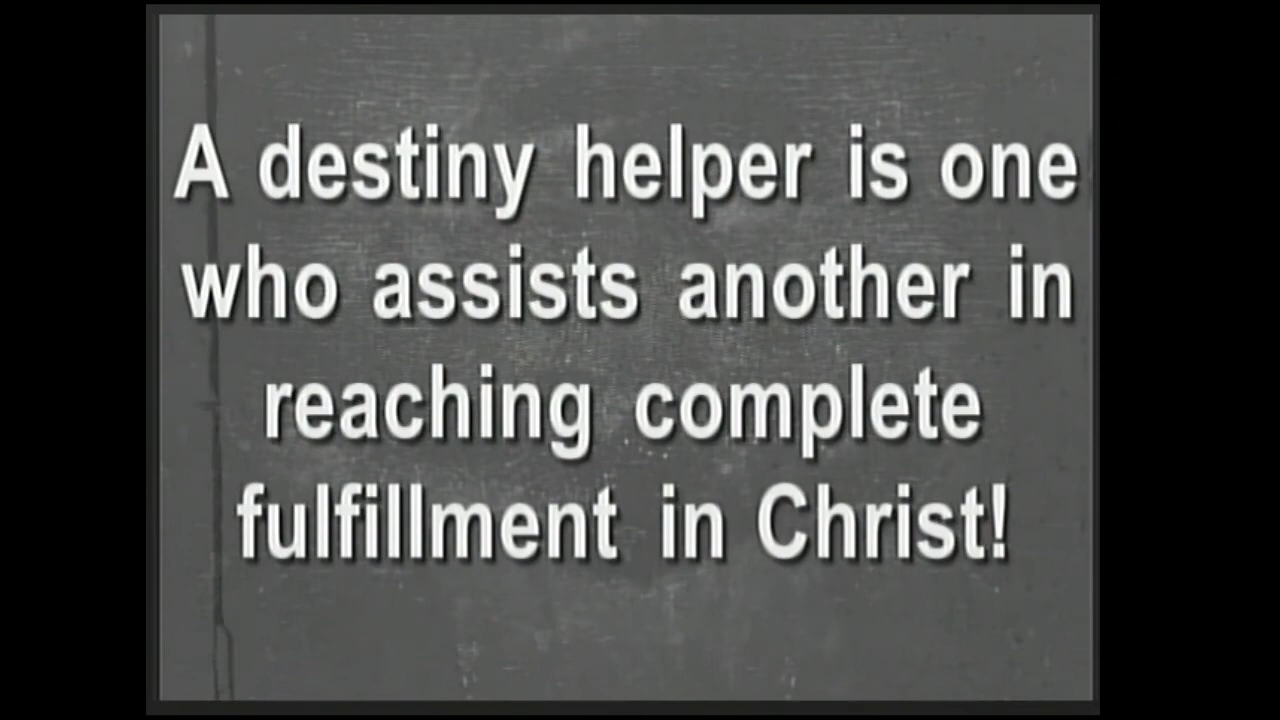 A destiny helper is one
who assists another in
reaching complete
fulfillment in Christ!